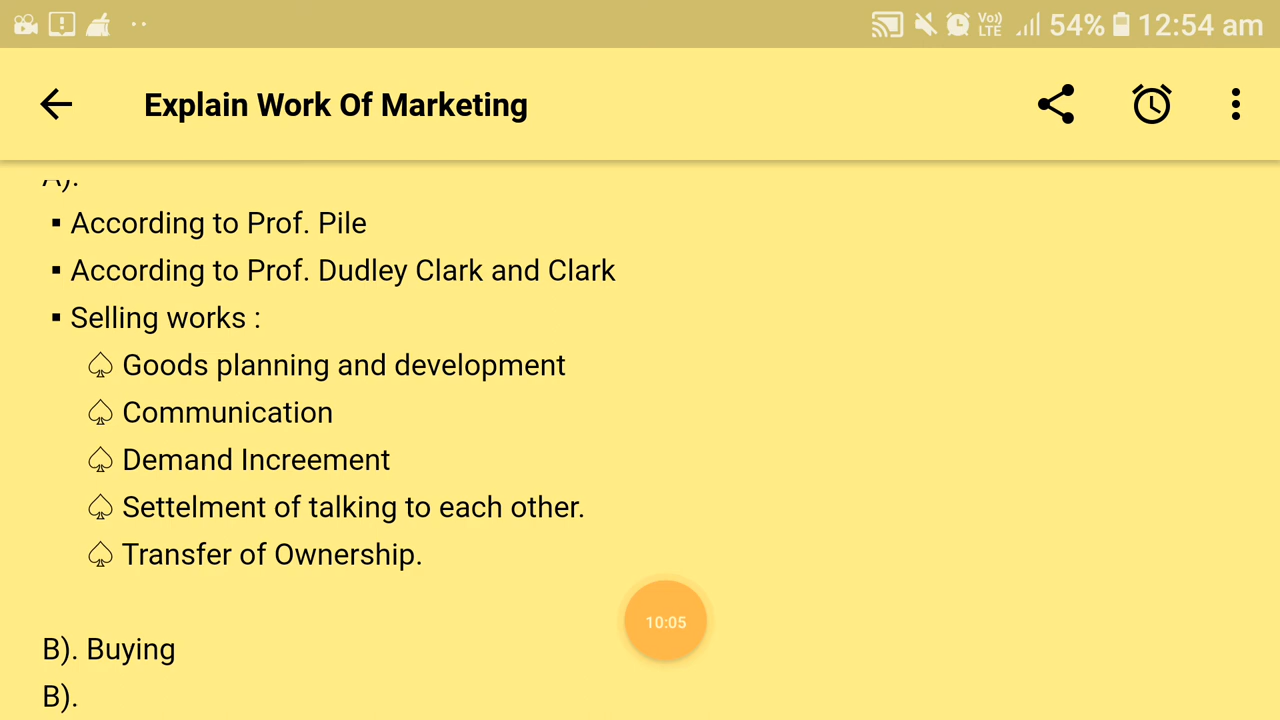 Vo))
LTE
54%
12:54 am
Explain Work Of Marketing
A).
▪ According to Prof. Pile
▪ According to Prof. Dudley Clark and Clark
▪ Selling works :
♤ Goods planning and development
♤ Communication
♤ Demand Increement
♤ Settelment of talking to each other.
♤ Transfer of Ownership.
10:05
B). Buying
B).